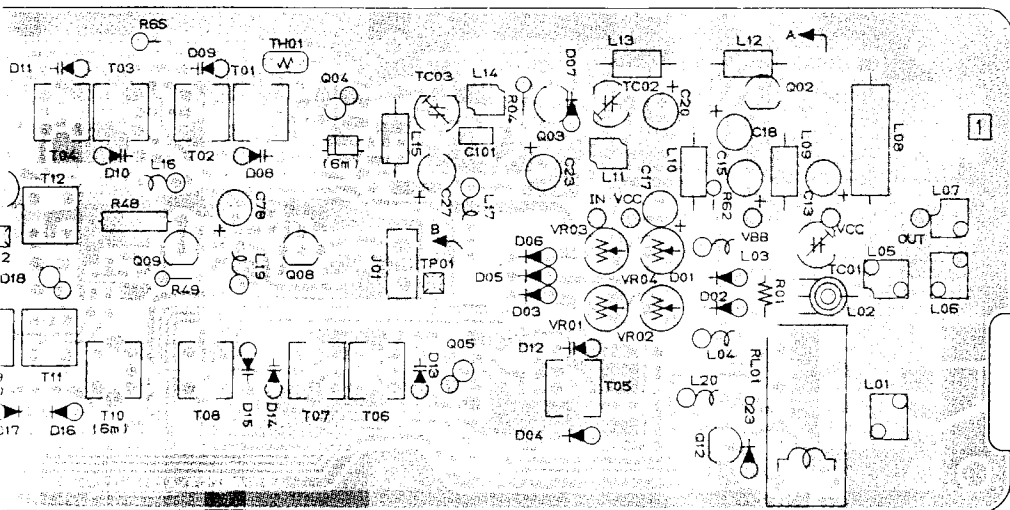 R65
L13
L12
A
D11
T03
D09
T01
TH01
Q04
TC03
L14
D07
TC02
C20
Q02
R04
Q03
C18
L09
L08
1
T04
D10
T02
D08
(6m)
L15
C101
L11
L10
C15
T12
L16
C23
C17
R62
C13
L07
R48
C78
C27
L17
IN
VCC
VBB
VCC
OUT
VR03
B
D06
Q09
L19
Q08
J01
TP01
D05
D01
L03
TC01
L05
D18
R49
D03
VR04
D02
R01
L02
L06
VR01
VR02
D12
L04
T11
D13
Q05
T05
RL01
L01
T10
(6m)
T08
D15
D14
T07
T06
L20
C23
D16
D04
Q12